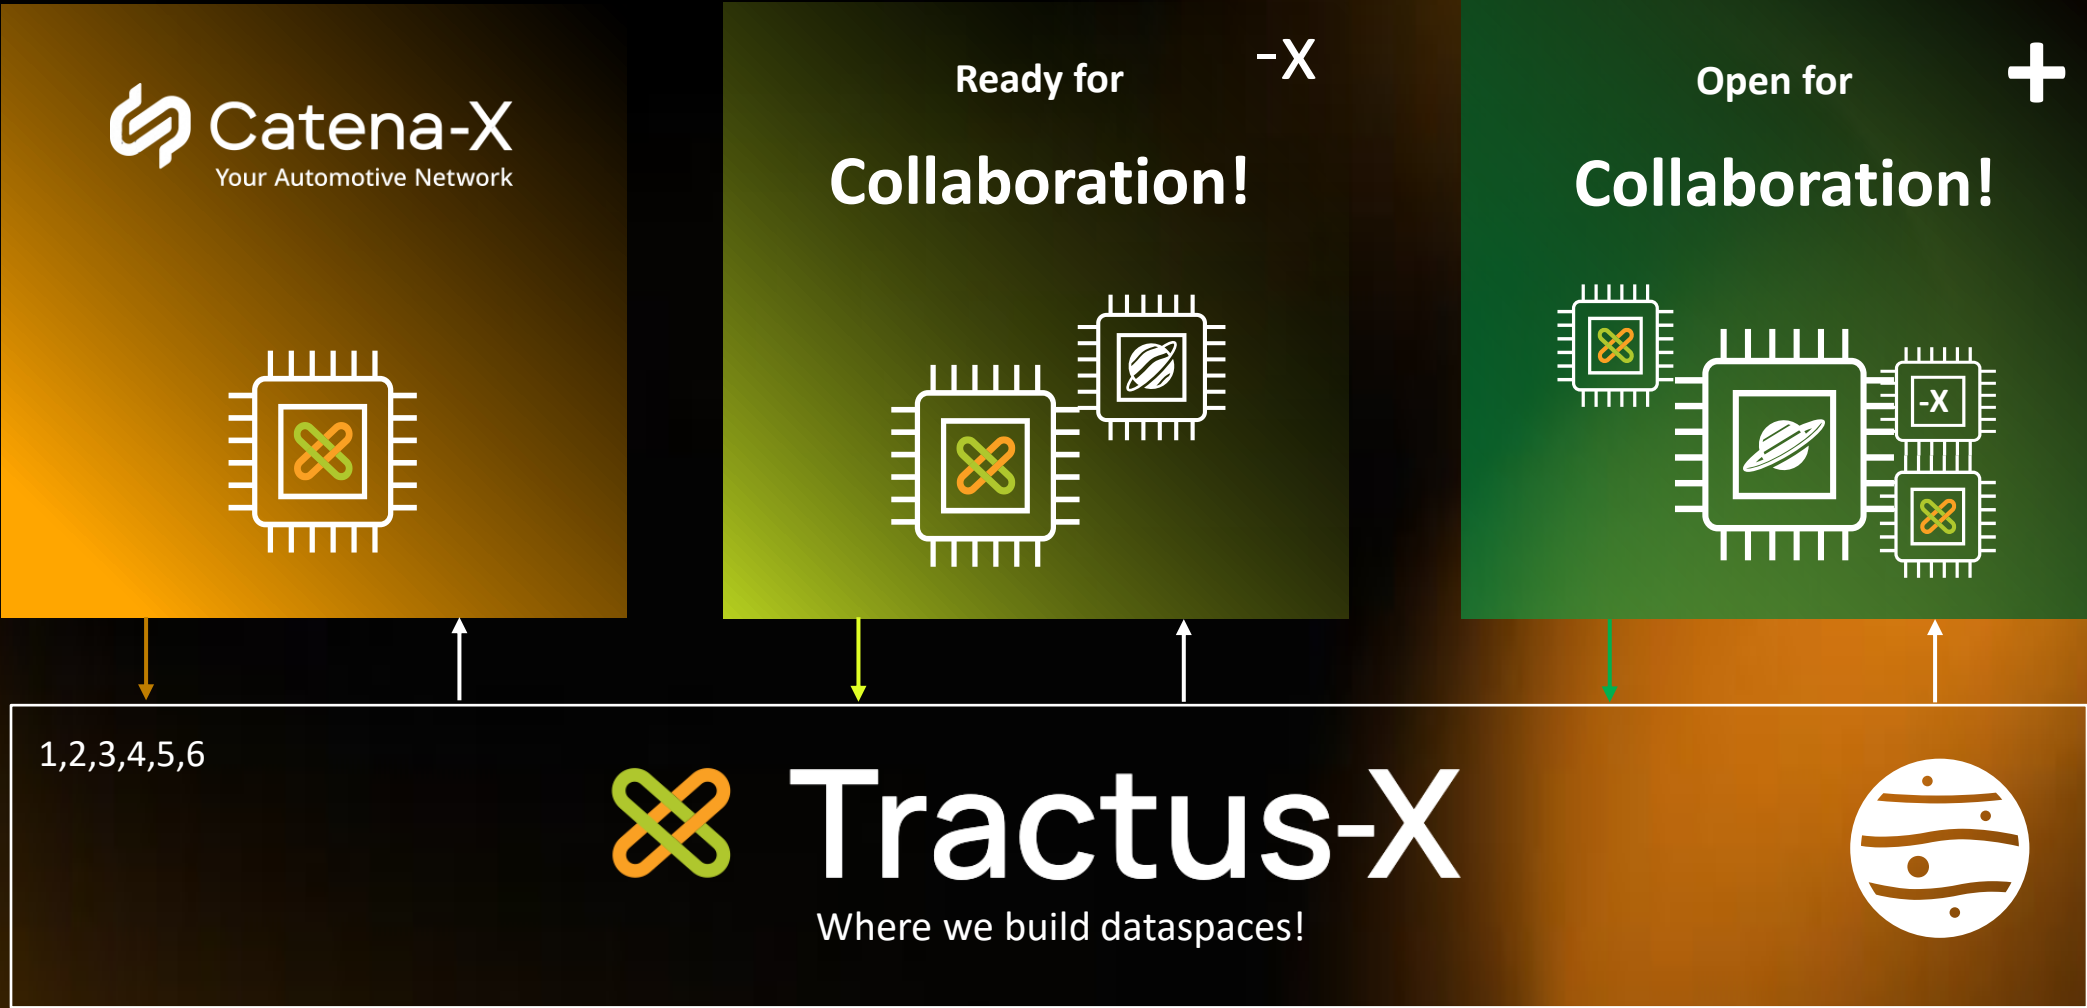 Catena-X
Your Automotive Network
Ready for
-X
Collaboration!
Open for
+
Collaboration!
-X
1,2,3,4,5,6
Tractus-X
Where we build dataspaces!